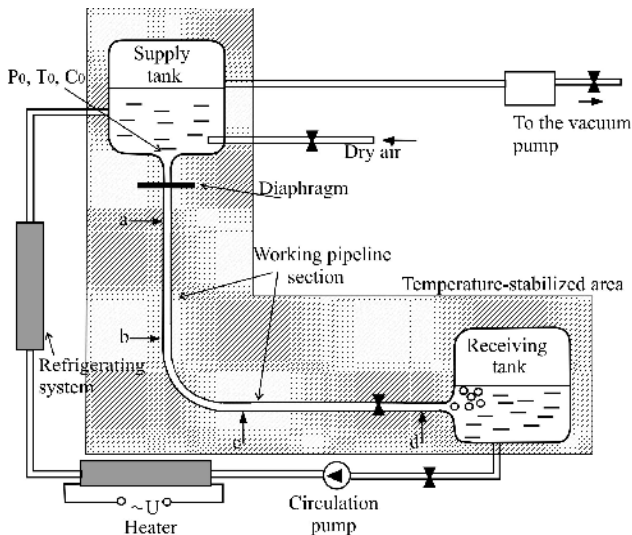 Supply
tank
P0, T0, C0
To the vacuum
pump
Dry air
Diaphragm
a
Working pipeline
section
Temperature-stabilized area
b
Refrigerating
system
Receiving
tank
c
d
~U
Heater
Circulation
pump